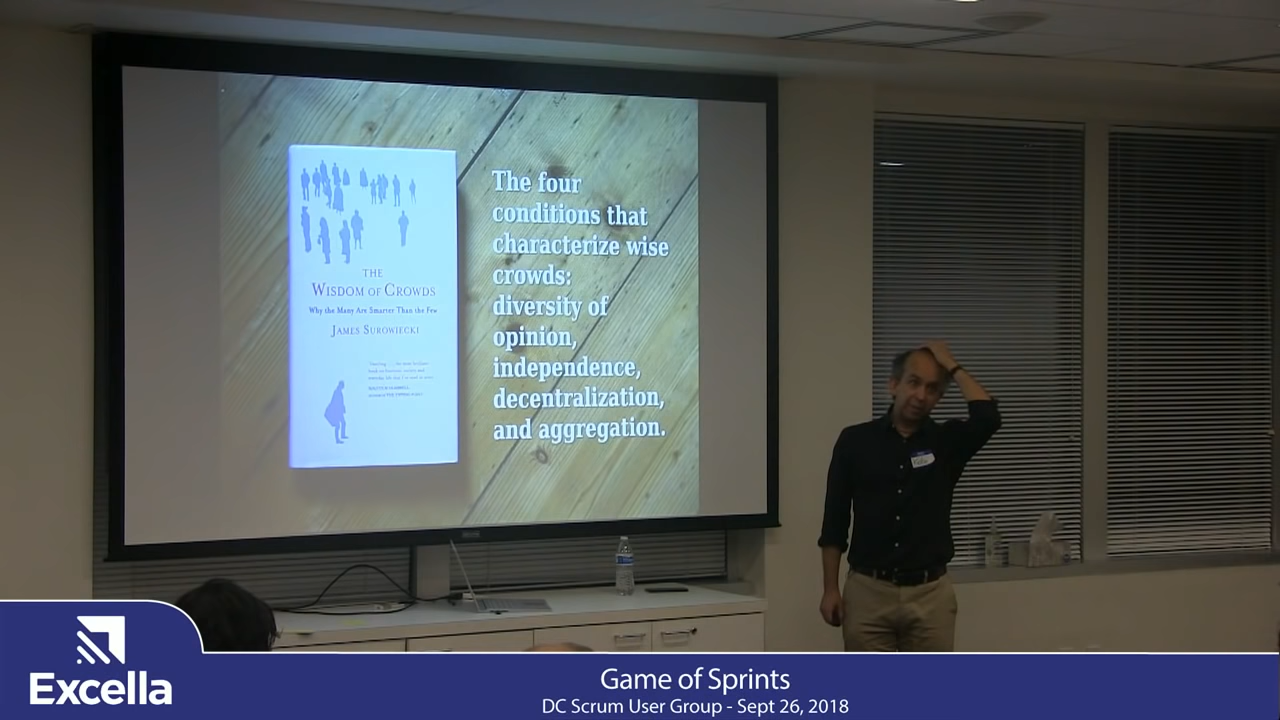 THE
WISDOM OF CROWDS
Why the Many Are Smarter Than the Few
JAMES SUROWIECKI
The four
conditions that
characterize wise
crowds:
diversity of
opinion,
independence,
decentralization,
and aggregation.
Excella
Game of Sprints
DC Scrum User Group - Sept 26, 2018